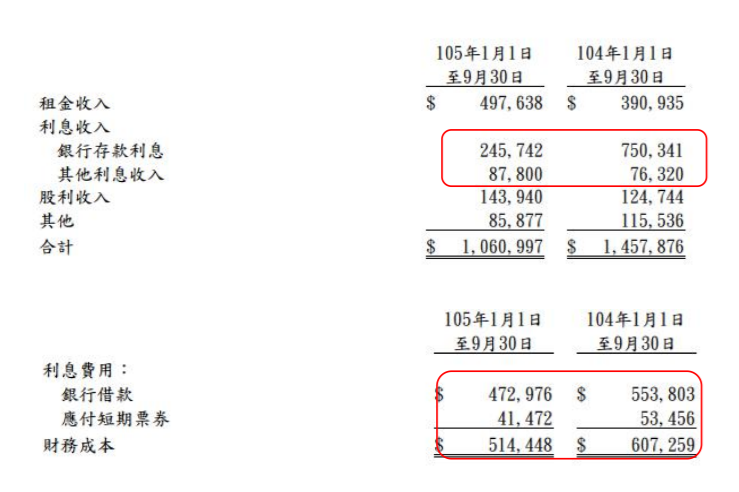 105年1月1日 104年1月1日
至9月30日 至9月30日
租金收入 $ 497,638 $ 390,935
利息收入
銀行存款利息 245,742 750,341
其他利息收入 87,800 76,320
股利收入 143,940 124,744
其他 85,877 115,536
合計 $ 1,060,997 $ 1,457,876
105年1月1日 104年1月1日
至9月30日 至9月30日
利息費用：
銀行借款 $ 472,976 $ 553,803
應付短期票券 41,472 53,456
財務成本 $ 514,448 $ 607,259